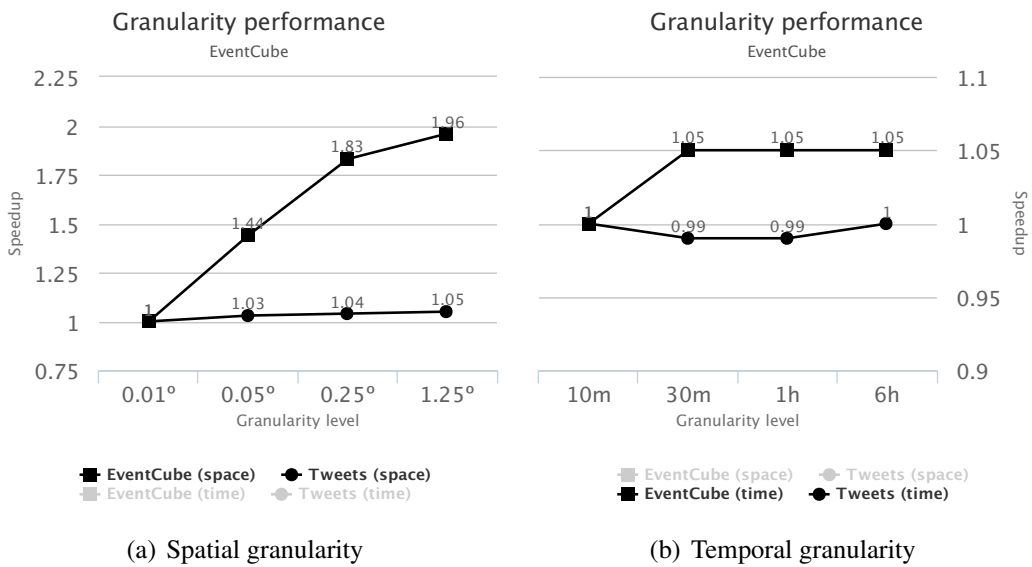 Granularity performance
EventCube
2.25
2
1.75
1.5
1.25
1
0.75
Speedup
1
1.44
1.83
1.96
1.03
1.04
1.05
0.01º
0.05º
0.25º
1.25º
Granularity level
EventCube (space)
Tweets (space)
EventCube (time)
Tweets (time)
(a) Spatial granularity
Granularity performance
EventCube
1.1
1.05
1
0.95
0.9
Speedup
1
1.05
1.05
1.05
0.99
0.99
1
10m
30m
1h
6h
Granularity level
EventCube (space)
Tweets (space)
EventCube (time)
Tweets (time)
(b) Temporal granularity